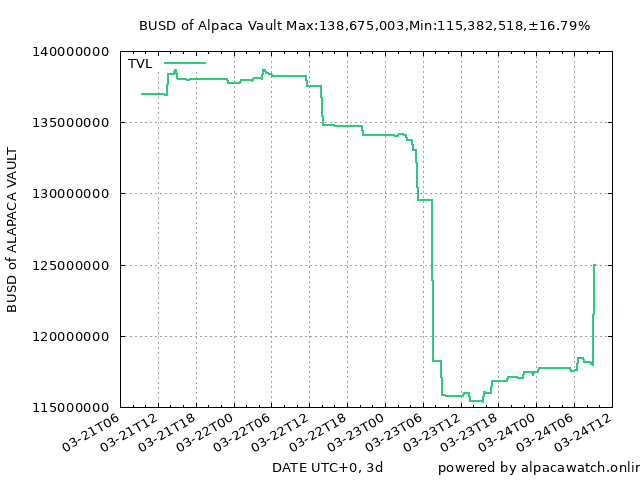 BUSD of Alpaca Vault Max:138,675,003,Min:115,382,518,±16.79%
TVL
140000000
135000000
130000000
125000000
120000000
115000000
BUSD of ALAPACA VAULT
03-21T06
03-21T12
03-21T18
03-22T00
03-22T06
03-22T12
03-22T18
03-23T00
03-23T06
03-23T12
03-23T18
03-24T00
03-24T06
03-24T12
DATE UTC+0, 3d
powered by alpacawatch.onlin